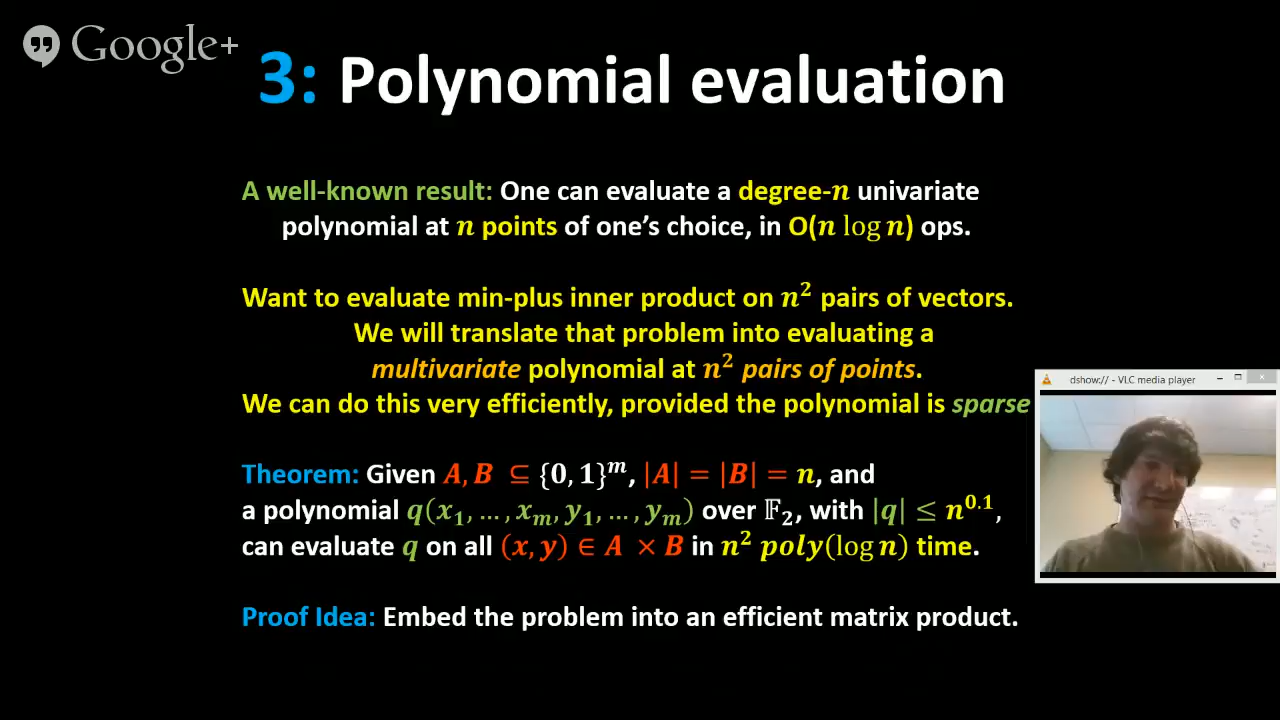 Google+
3: Polynomial evaluation
A well-known result: One can evaluate a degree-n univariate
polynomial at n points of one’s choice, in O(n log n) ops.
Want to evaluate min-plus inner product on n² pairs of vectors.
We will translate that problem into evaluating a
multivariate polynomial at n² pairs of points.
We can do this very efficiently, provided the polynomial is sparse
dshow:// - VLC media player
Theorem: Given A, B ⊆ {0, 1}ᵐ, |A| = |B| = n, and
a polynomial q(x₁, …, xₘ, y₁, …, yₘ) over 𝔽₂, with |q| ≤ n⁰·¹,
can evaluate q on all (x, y) ∈ A × B in n² poly(log n) time.
Proof Idea: Embed the problem into an efficient matrix product.